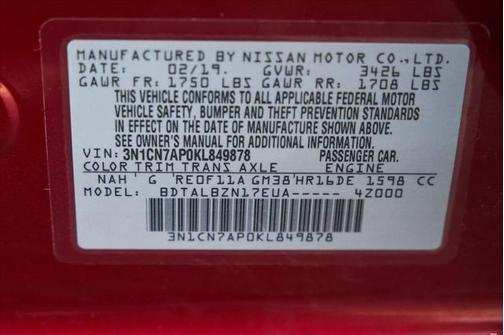 MANUFACTURED BY NISSAN MOTOR CO., LTD.
DATE: 02/19. GVWR: 3426 LBS
GAWR FR: 1750 LBS GAWR RR: 1708 LBS
THIS VEHICLE CONFORMS TO ALL APPLICABLE FEDERAL MOTOR
VEHICLE SAFETY, BUMPER AND THEFT PREVENTION STANDARDS
IN EFFECT ON THE DATE OF MANUFACTURE SHOWN ABOVE.
SEE OWNER'S MANUAL FOR ADDITIONAL INFORMATION.
VIN: 3N1CN7AP0KL849878 PASSENGER CAR
COLOR TRIM TRANS AXLE ENGINE
NAH G RE0F11A GM38 HR16DE 1598 CC
MODEL: BDTALBZN17EUA----- 4Z000
3N1CN7AP0KL849878